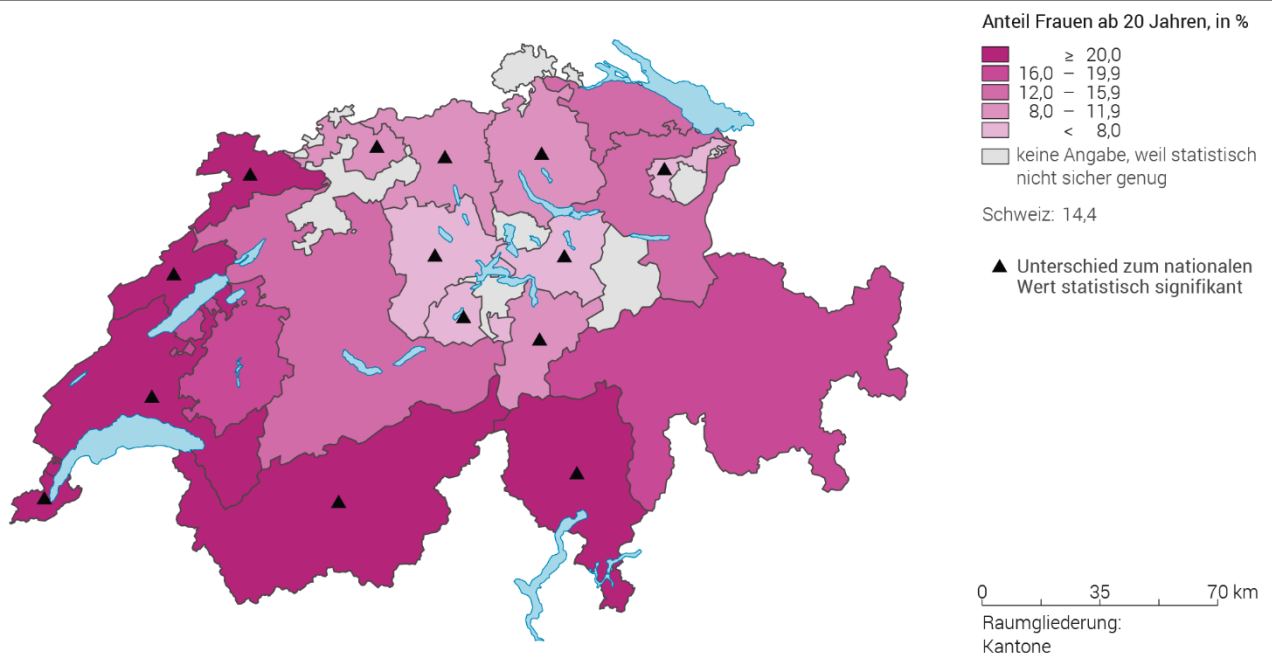 Anteil Frauen ab 20 Jahren, in %
≥ 20,0
16,0 – 19,9
12,0 – 15,9
8,0 – 11,9
< 8,0
keine Angabe, weil statistisch
nicht sicher genug
Schweiz: 14,4
▲ Unterschied zum nationalen
Wert statistisch signifikant
0 35 70 km
Raumgliederung:
Kantone